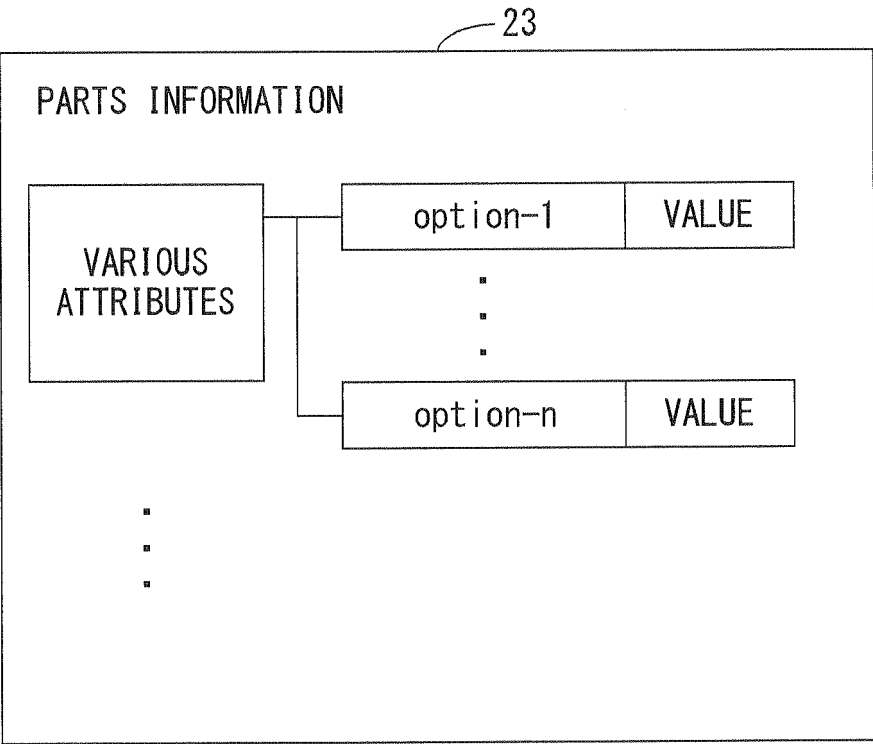 23
PARTS INFORMATION
VARIOUS
ATTRIBUTES
option-1
VALUE
option-n
VALUE